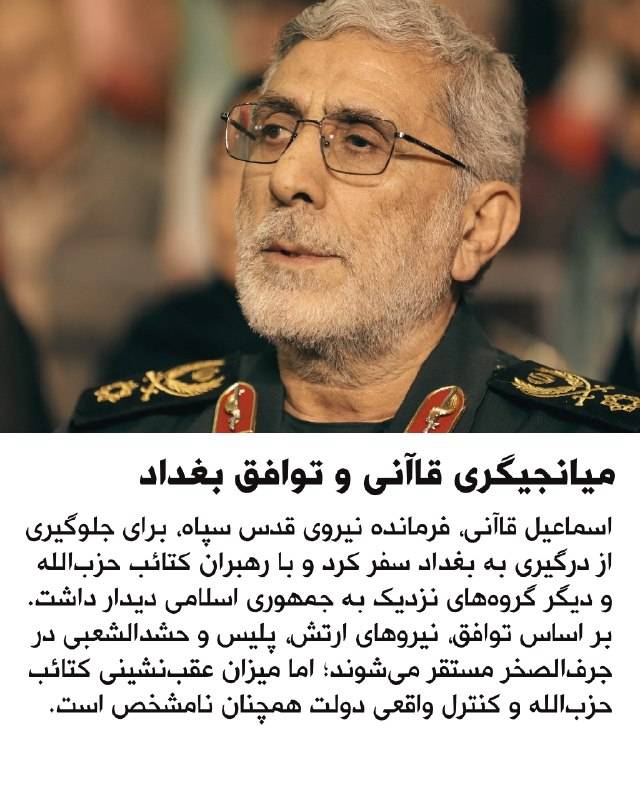 میانجیگری قاآنی و توافق بغداد
اسماعیل قاآنی، فرمانده نیروی قدس سپاه، برای جلوگیری
از درگیری به بغداد سفر کرد و با رهبران کتائب حزب‌الله
و دیگر گروه‌های نزدیک به جمهوری اسلامی دیدار داشت.
بر اساس توافق، نیروهای ارتش، پلیس و حشدالشعبی در
جرف‌الصخر مستقر می‌شوند؛ اما میزان عقب‌نشینی کتائب
حزب‌الله و کنترل واقعی دولت همچنان نامشخص است.